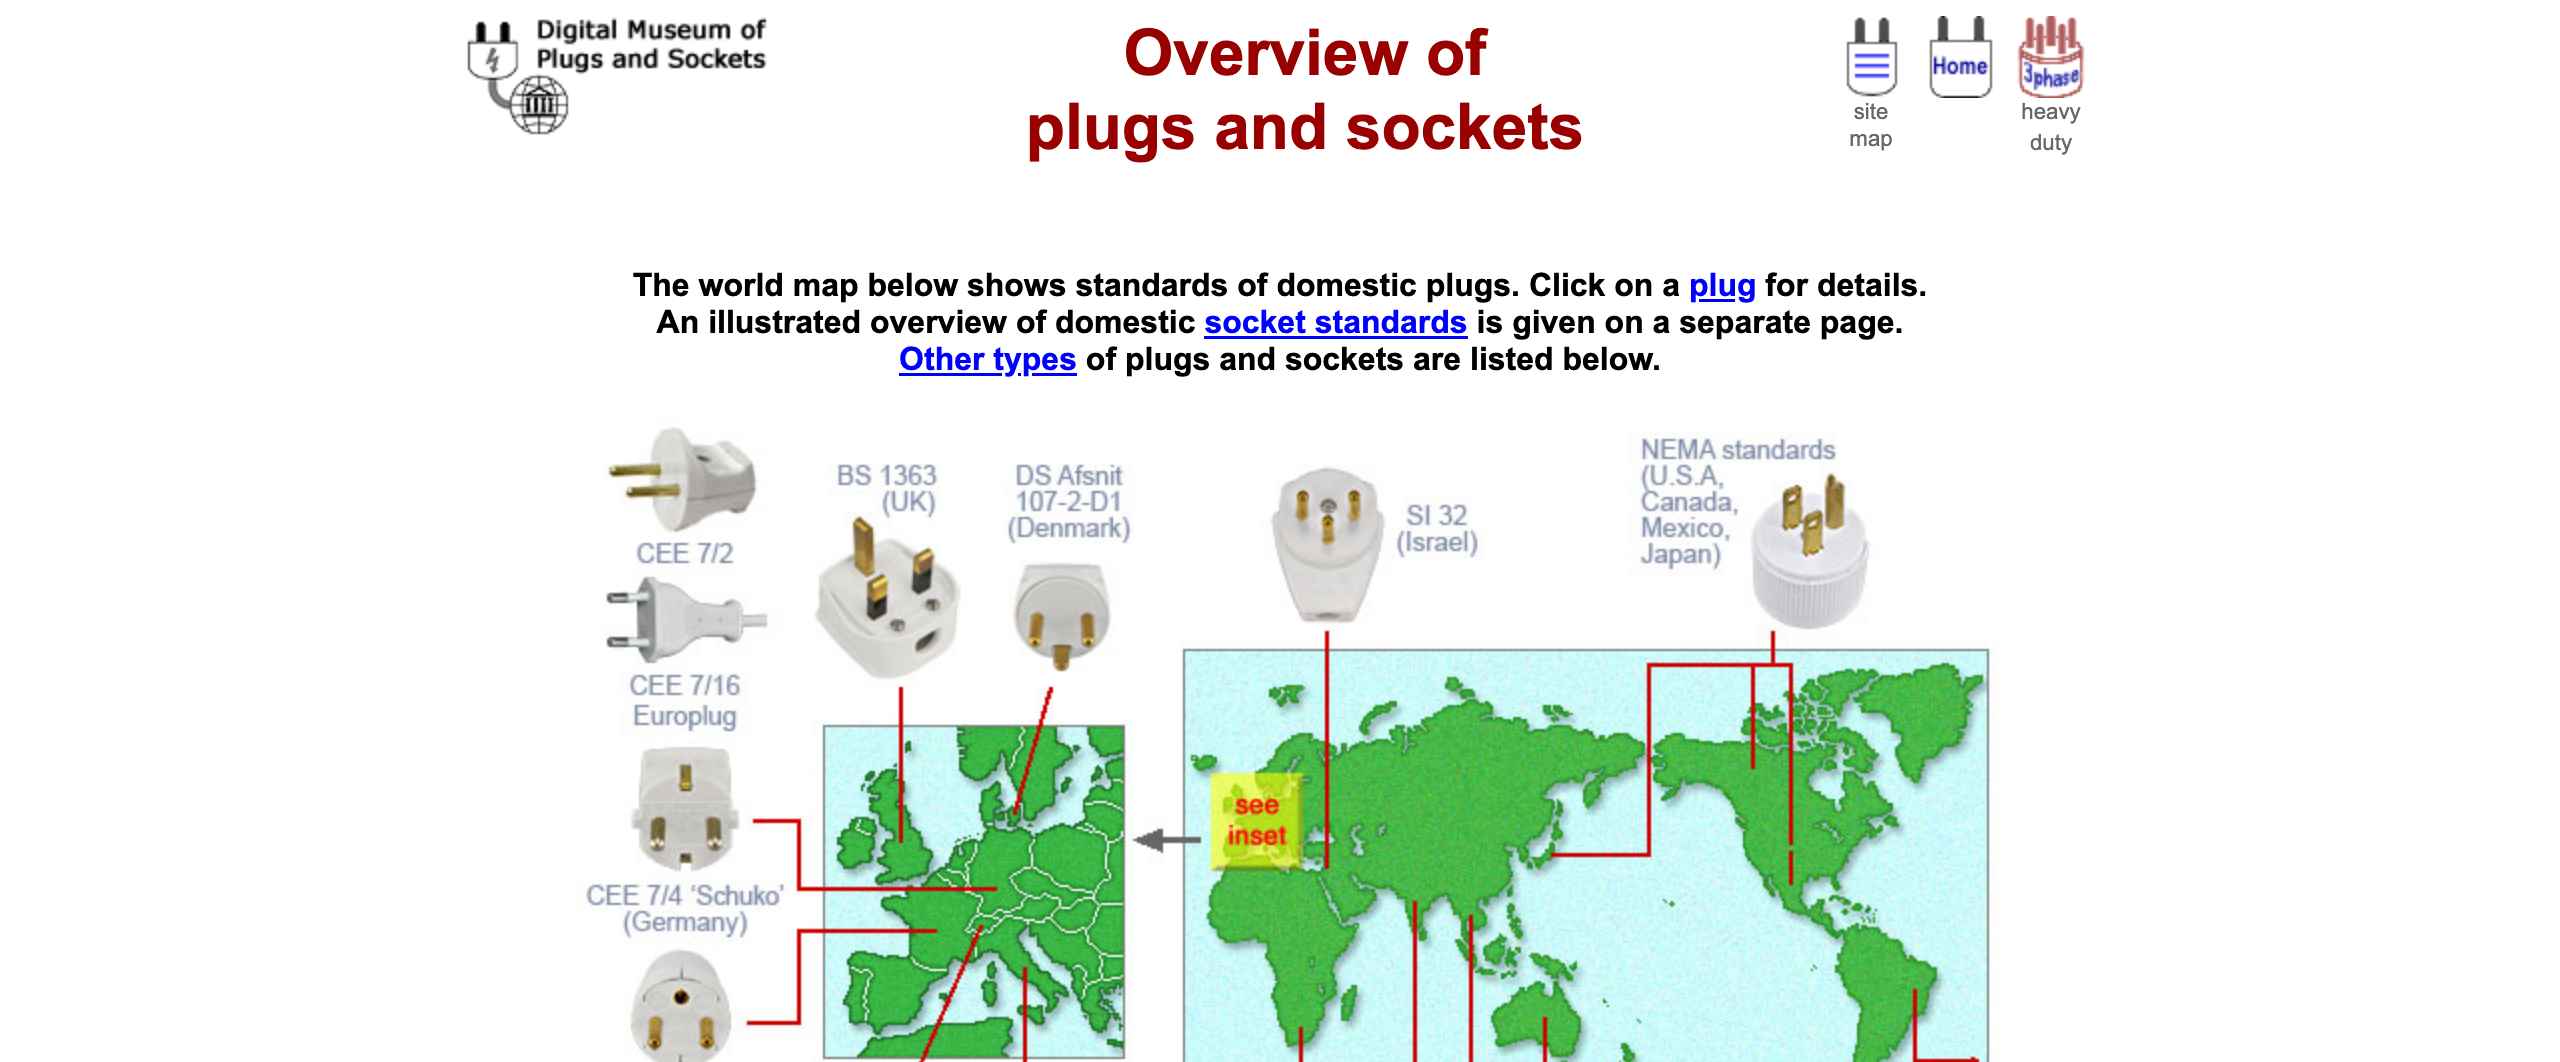 Digital Museum of
Plugs and Sockets
Overview of
plugs and sockets
Home
3phase
site
map
heavy
duty
The world map below shows standards of domestic plugs. Click on a plug for details.
An illustrated overview of domestic socket standards is given on a separate page.
Other types of plugs and sockets are listed below.
CEE 7/2
CEE 7/16
Europlug
BS 1363
(UK)
DS Afsnit
107-2-D1
(Denmark)
SI 32
(Israel)
NEMA standards
(U.S.A,
Canada,
Mexico,
Japan)
see
inset
CEE 7/4 ‘Schuko’
(Germany)